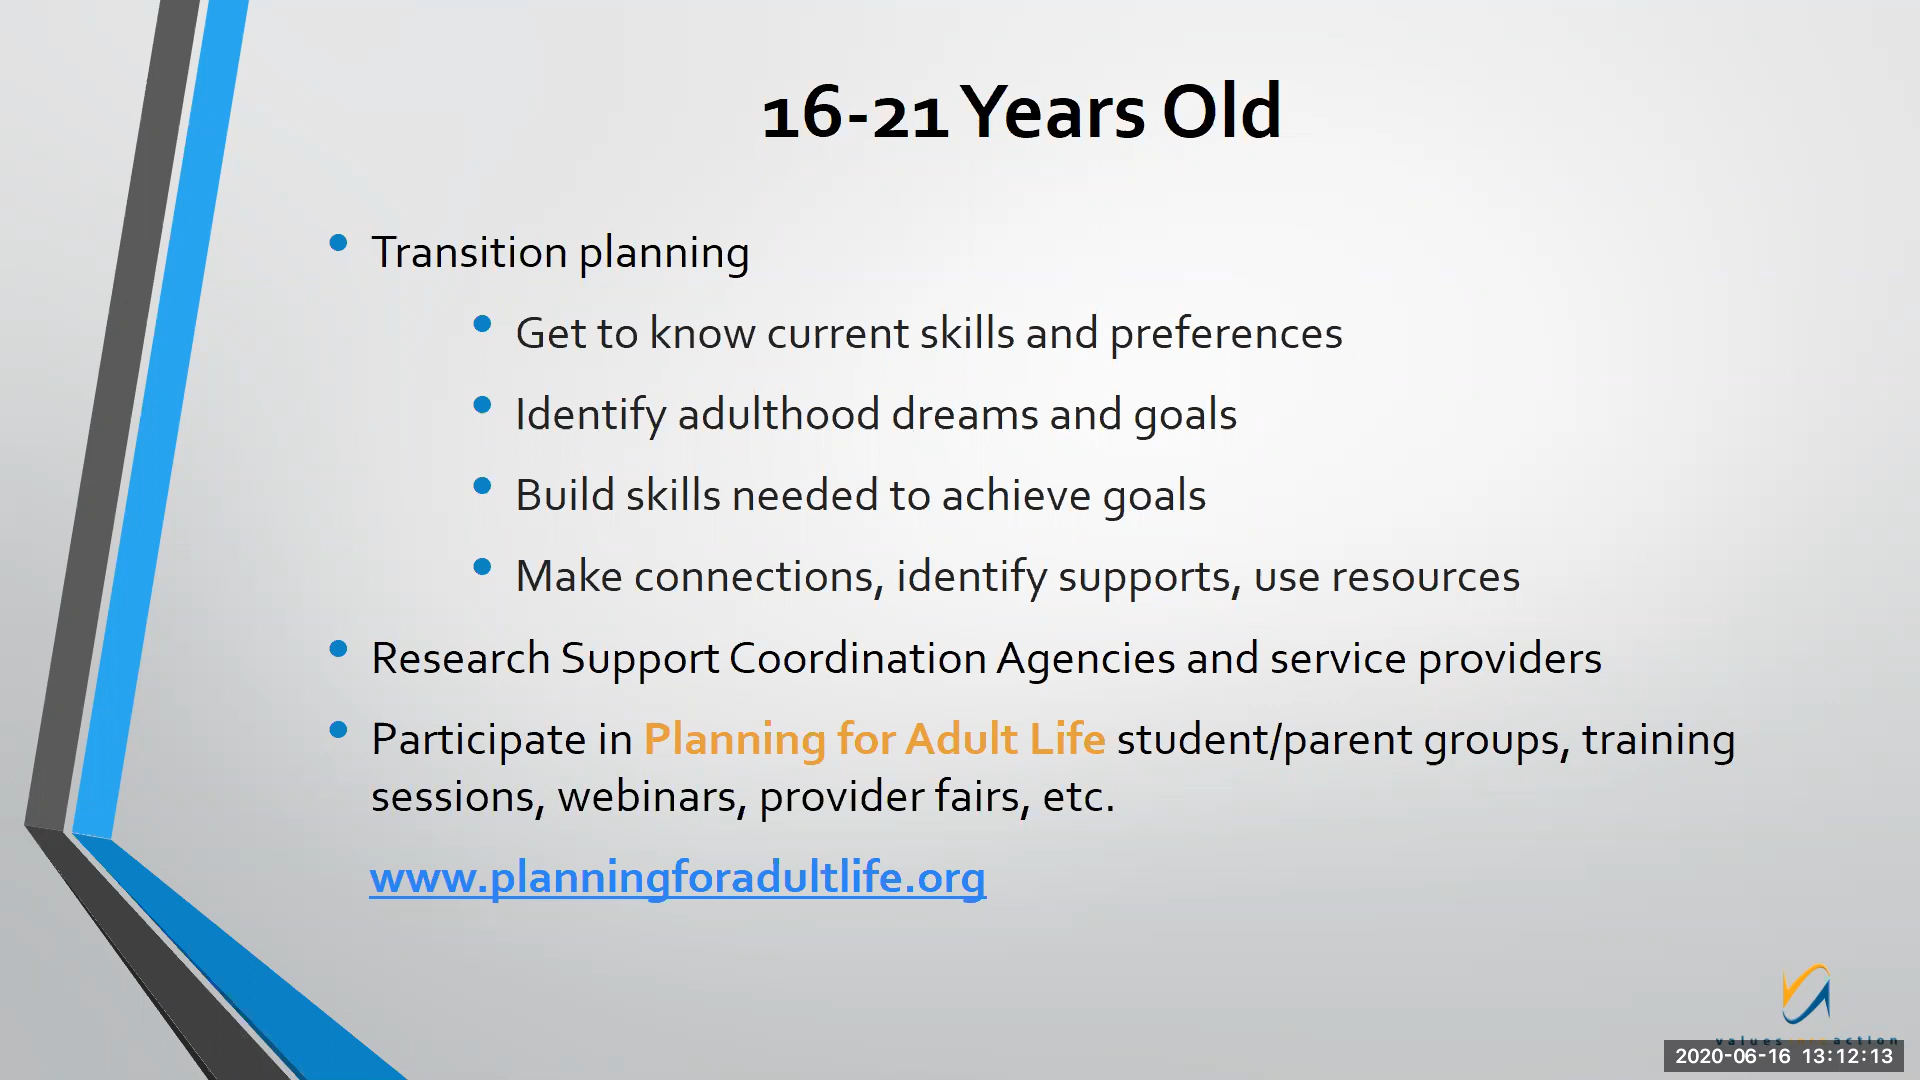 16-21 Years Old
Transition planning
Get to know current skills and preferences
Identify adulthood dreams and goals
Build skills needed to achieve goals
Make connections, identify supports, use resources
Research Support Coordination Agencies and service providers
Participate in Planning for Adult Life student/parent groups, training
sessions, webinars, provider fairs, etc.
www.planningforadultlife.org
values into action
2020-06-16 13:12:13